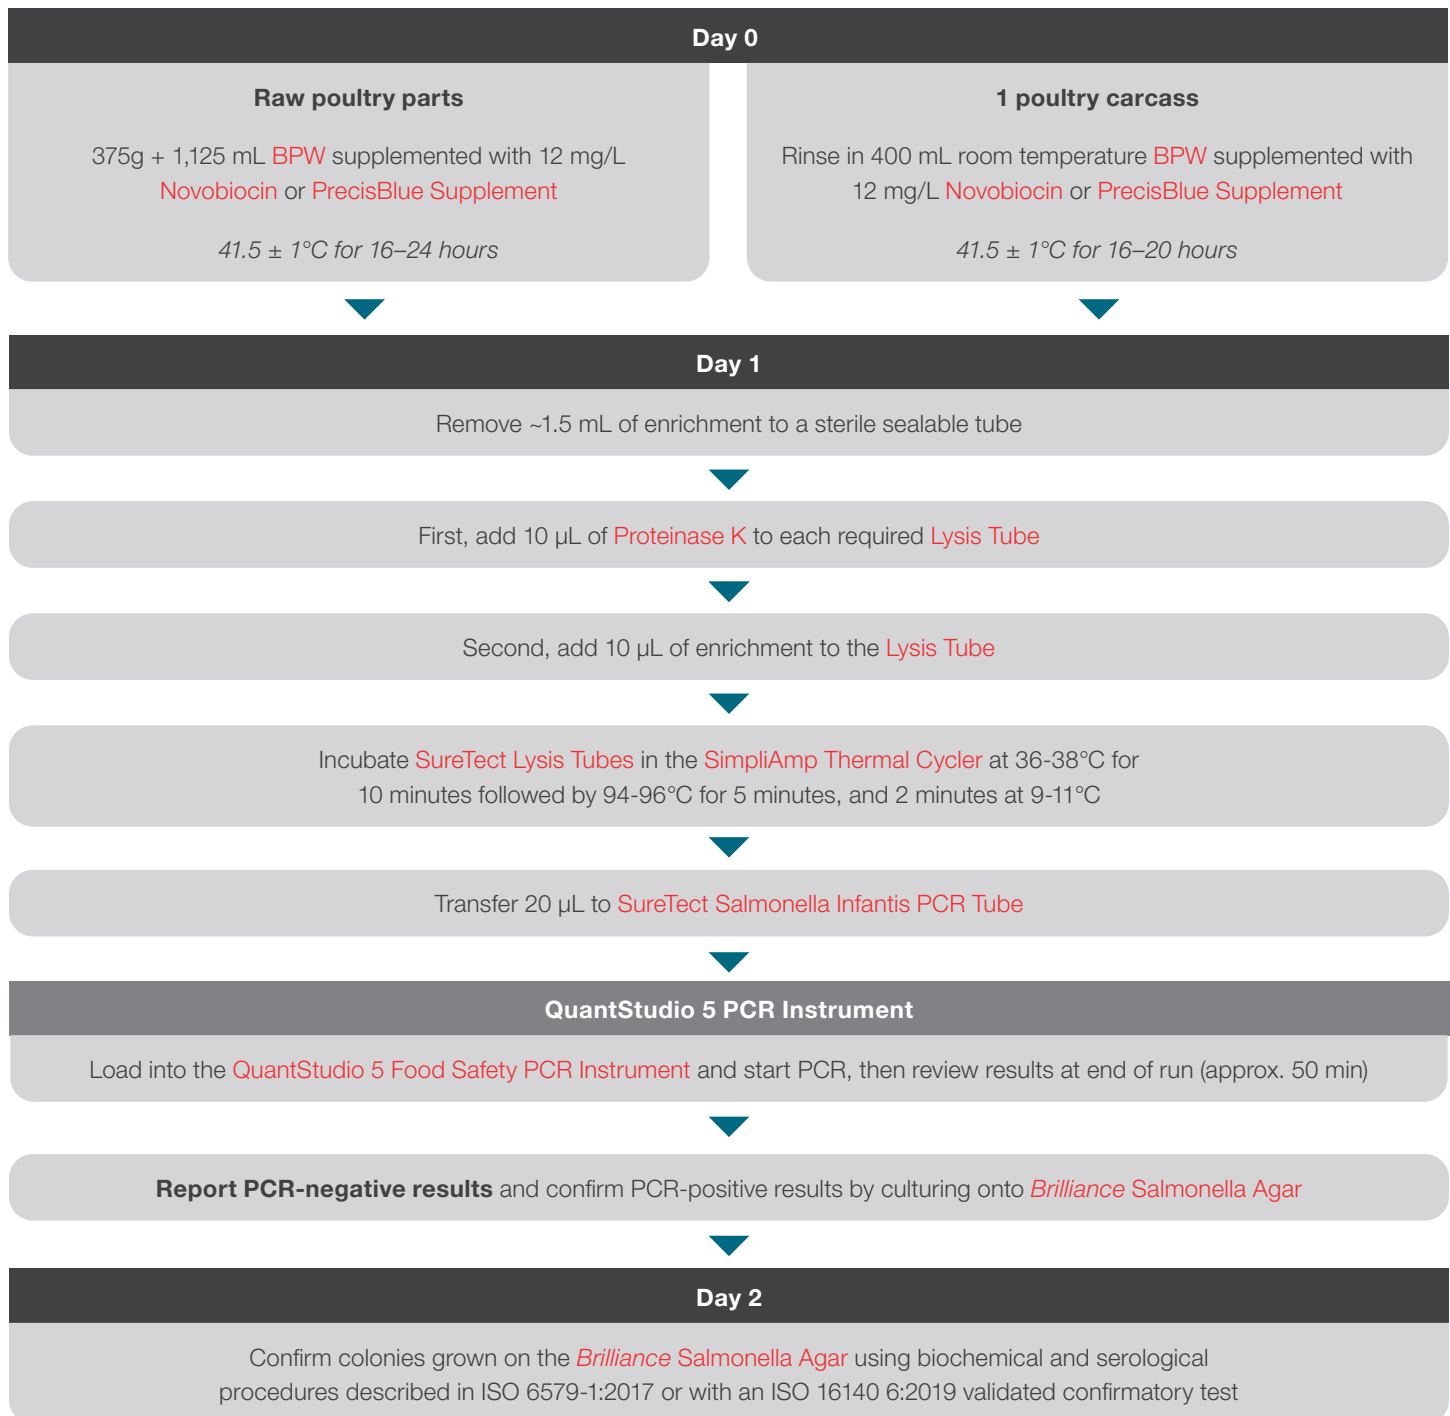 Day 0
Raw poultry parts
375g + 1,125 mL BPW supplemented with 12 mg/L
Novobiocin or PrecisBlue Supplement
41.5 ± 1°C for 16–24 hours
1 poultry carcass
Rinse in 400 mL room temperature BPW supplemented with
12 mg/L Novobiocin or PrecisBlue Supplement
41.5 ± 1°C for 16–20 hours
Day 1
Remove ~1.5 mL of enrichment to a sterile sealable tube
First, add 10 µL of Proteinase K to each required Lysis Tube
Second, add 10 µL of enrichment to the Lysis Tube
Incubate SureTect Lysis Tubes in the SimpliAmp Thermal Cycler at 36-38°C for
10 minutes followed by 94-96°C for 5 minutes, and 2 minutes at 9-11°C
Transfer 20 µL to SureTect Salmonella Infantis PCR Tube
QuantStudio 5 PCR Instrument
Load into the QuantStudio 5 Food Safety PCR Instrument and start PCR, then review results at end of run (approx. 50 min)
Report PCR-negative results and confirm PCR-positive results by culturing onto Brilliance Salmonella Agar
Day 2
Confirm colonies grown on the Brilliance Salmonella Agar using biochemical and serological
procedures described in ISO 6579-1:2017 or with an ISO 16140 6:2019 validated confirmatory test